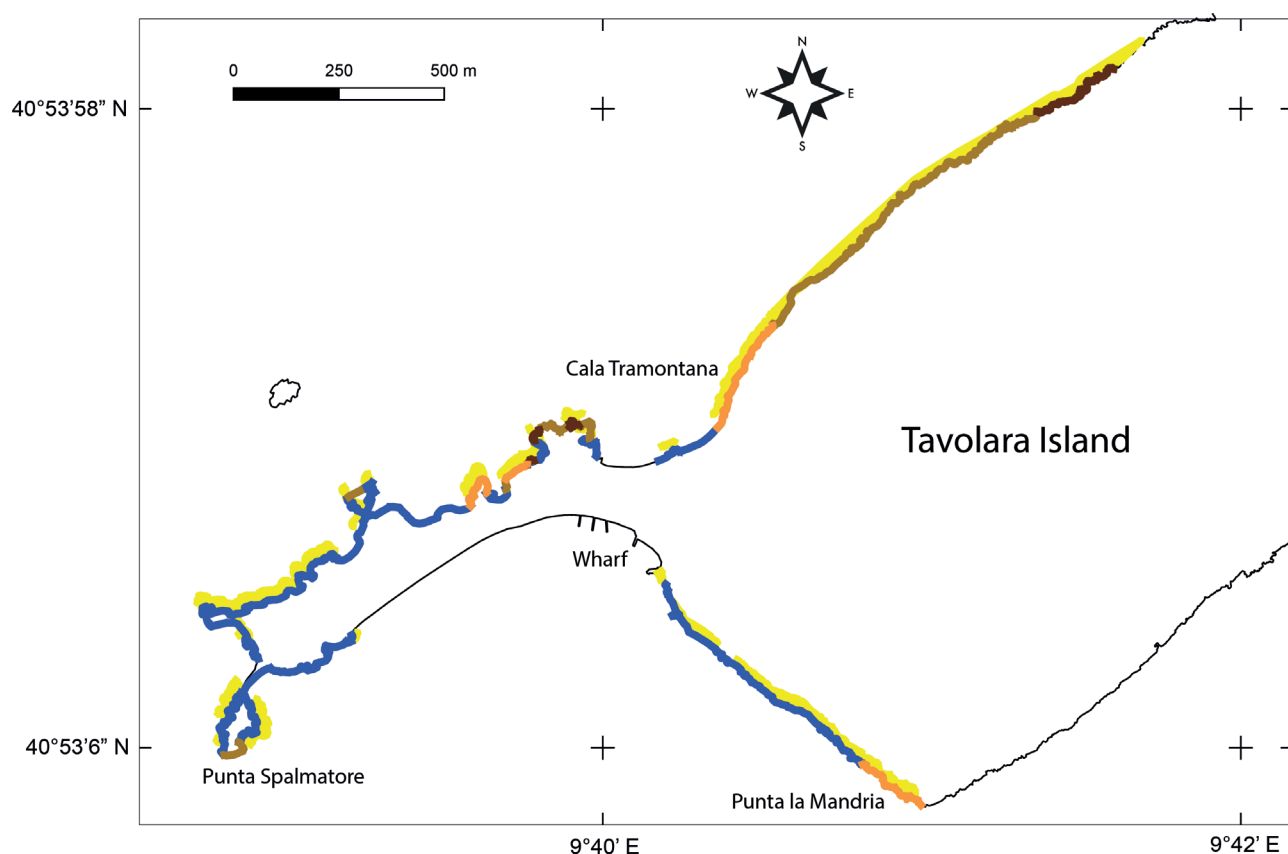 0 250 500 m
N
W E
S
40°53’58” N
Cala Tramontana
Tavolara Island
Wharf
40°53’6” N
Punta Spalmatore
Punta la Mandria
9°40’ E
9°42’ E